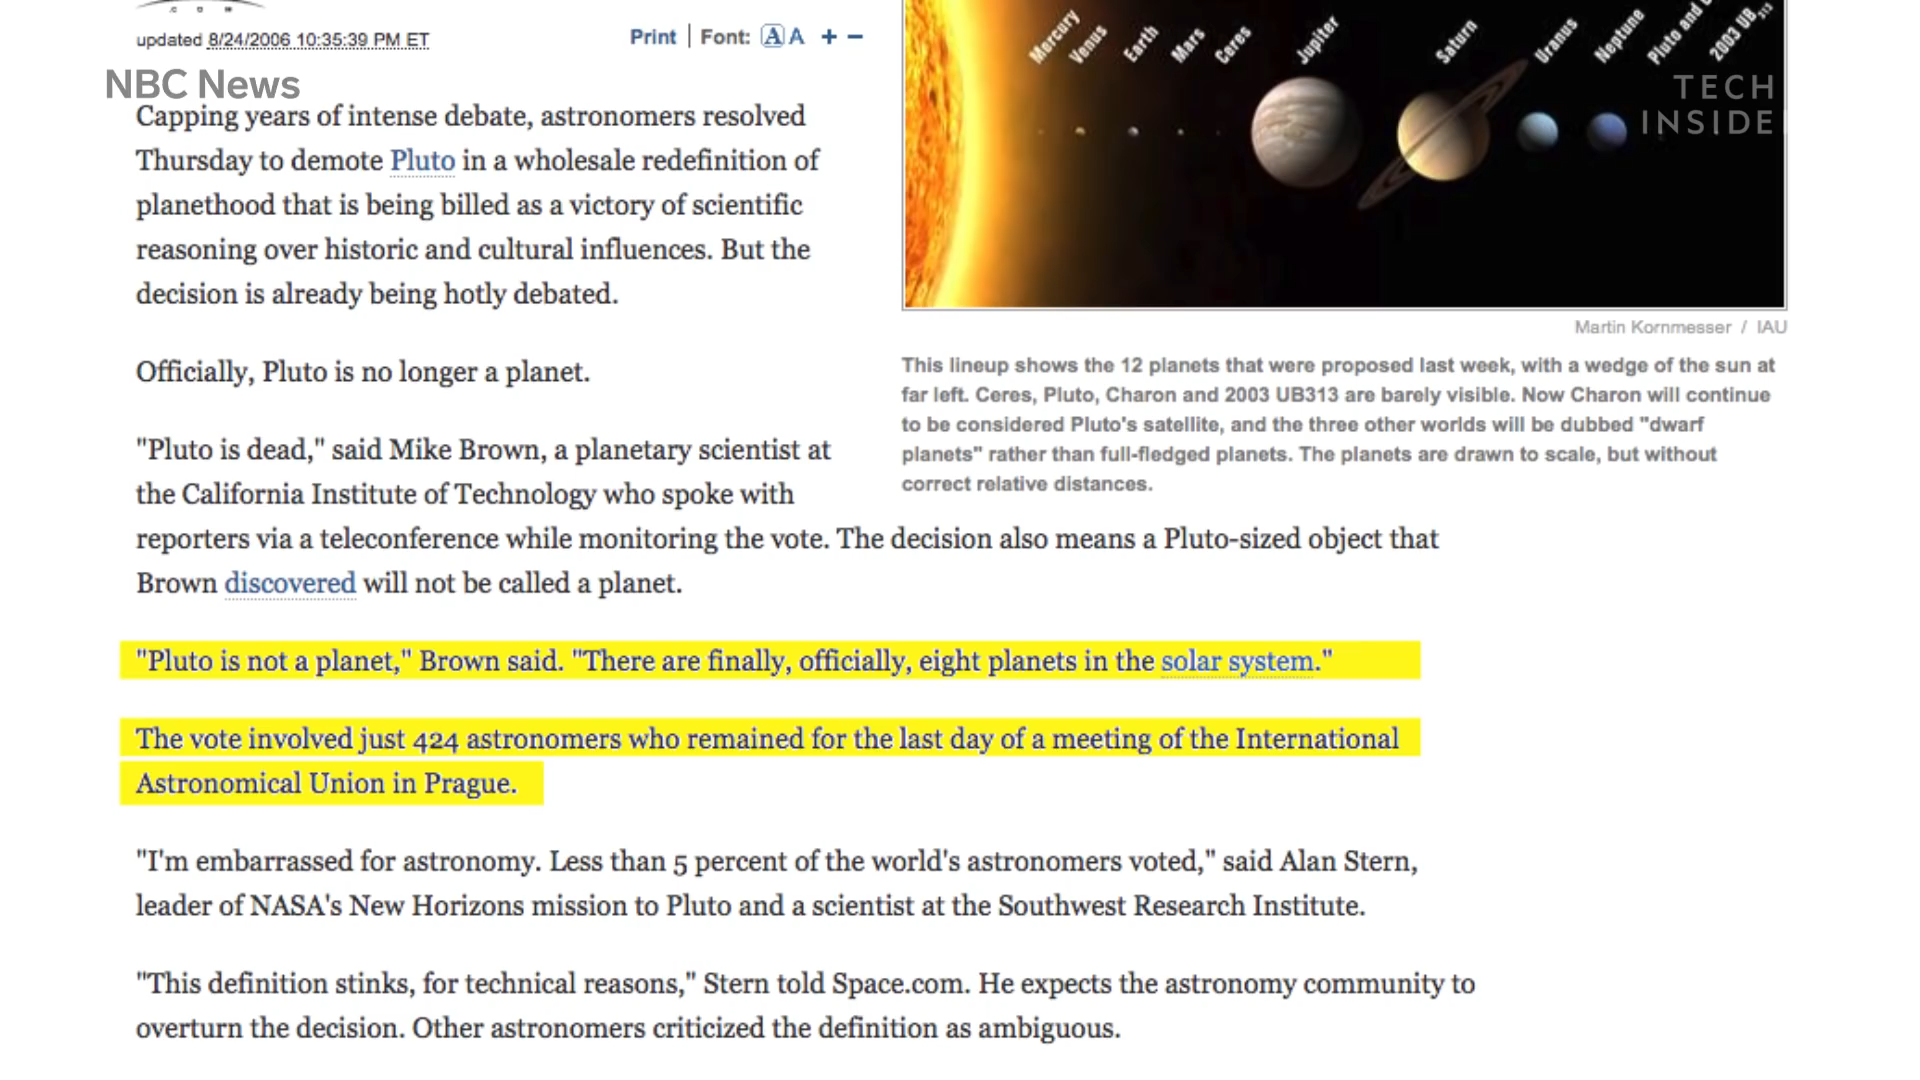 C O M
updated 8/24/2006 10:35:39 PM ET
Print | Font: A A + −
NBC News
Capping years of intense debate, astronomers resolved
Thursday to demote Pluto in a wholesale redefinition of
planethood that is being billed as a victory of scientific
reasoning over historic and cultural influences. But the
decision is already being hotly debated.
Officially, Pluto is no longer a planet.
"Pluto is dead," said Mike Brown, a planetary scientist at
the California Institute of Technology who spoke with
reporters via a teleconference while monitoring the vote. The decision also means a Pluto-sized object that
Brown discovered will not be called a planet.
"Pluto is not a planet," Brown said. "There are finally, officially, eight planets in the solar system."
The vote involved just 424 astronomers who remained for the last day of a meeting of the International
Astronomical Union in Prague.
"I'm embarrassed for astronomy. Less than 5 percent of the world's astronomers voted," said Alan Stern,
leader of NASA's New Horizons mission to Pluto and a scientist at the Southwest Research Institute.
"This definition stinks, for technical reasons," Stern told Space.com. He expects the astronomy community to
overturn the decision. Other astronomers criticized the definition as ambiguous.
Mercury
Venus
Earth
Mars
Ceres
Jupiter
Saturn
Uranus
Neptune
Pluto and
2003 UB313
TECH
INSIDE
Martin Kornmesser / IAU
This lineup shows the 12 planets that were proposed last week, with a wedge of the sun at
far left. Ceres, Pluto, Charon and 2003 UB313 are barely visible. Now Charon will continue
to be considered Pluto's satellite, and the three other worlds will be dubbed "dwarf
planets" rather than full-fledged planets. The planets are drawn to scale, but without
correct relative distances.